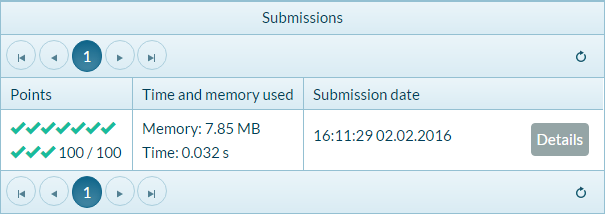 Submissions
1
Points Time and memory used Submission date
Memory: 7.85 MB
100 / 100 Time: 0.032 s
16:11:29 02.02.2016
Details
1